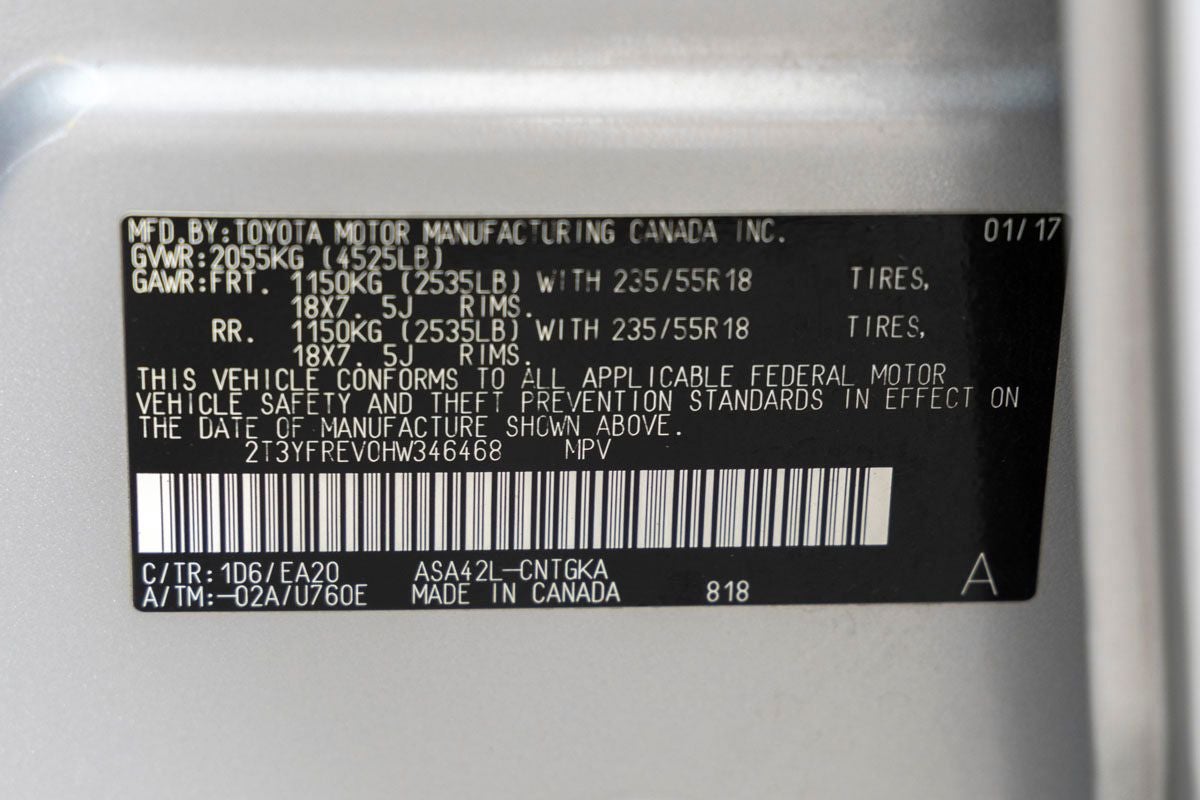 MFD.BY:TOYOTA MOTOR MANUFACTURING CANADA INC. 01/17
GVWR:2055KG (4525LB)
GAWR:FRT. 1150KG (2535LB) WITH 235/55R18 TIRES,
18X7. 5J RIMS.
RR. 1150KG (2535LB) WITH 235/55R18 TIRES,
18X7. 5J RIMS.
THIS VEHICLE CONFORMS TO ALL APPLICABLE FEDERAL MOTOR
VEHICLE SAFETY AND THEFT PREVENTION STANDARDS IN EFFECT ON
THE DATE OF MANUFACTURE SHOWN ABOVE.
2T3YFREV0HW346468 MPV
C/TR: 1D6/EA20 ASA42L-CNTGKA
A/TM:-02A/U760E MADE IN CANADA 818 A